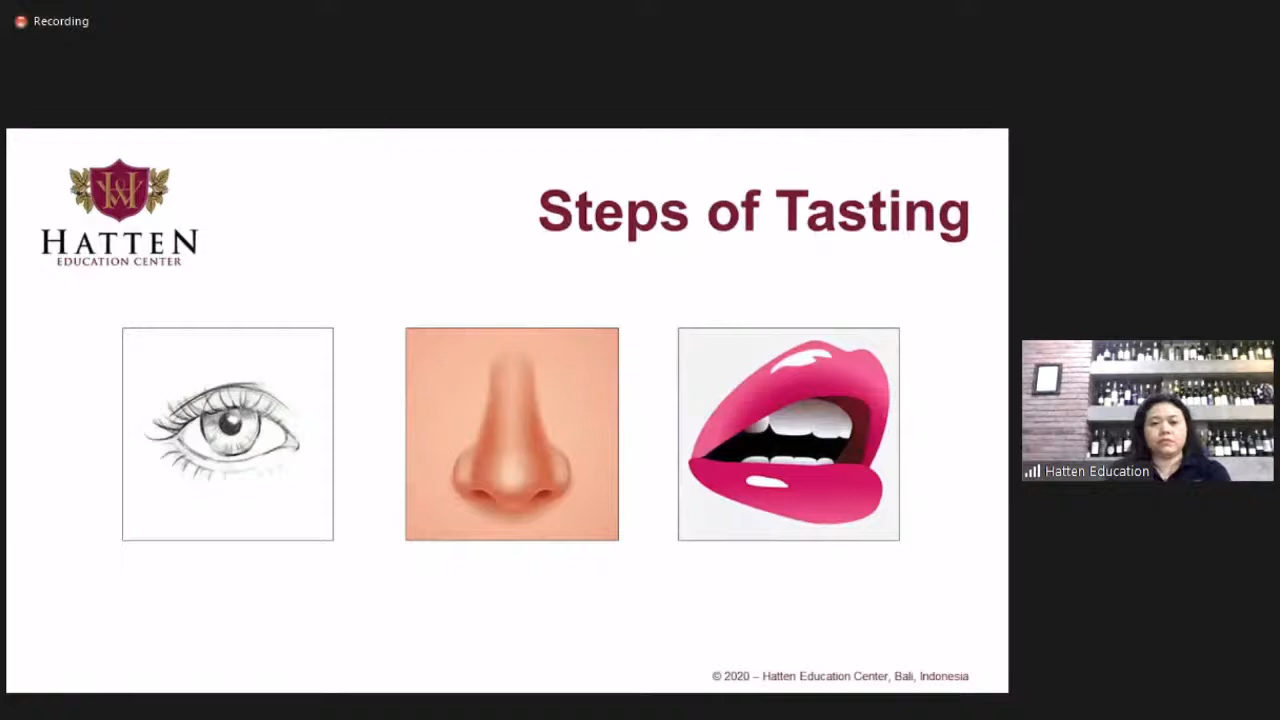 Recording
Steps of Tasting
HATTEN
EDUCATION CENTER
Hatten Education
© 2020 – Hatten Education Center, Bali, Indonesia